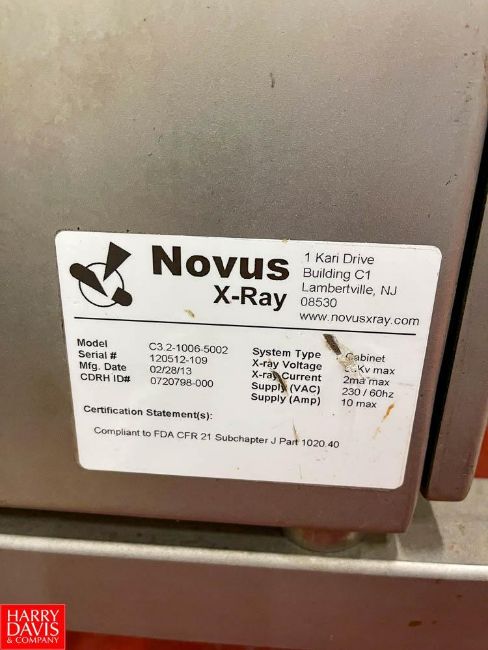 Novus
X-Ray
1 Kari Drive
Building C1
Lambertville, NJ
08530
www.novusxray.com
Model C3.2-1006-5002
Serial # 120512-109
Mfg. Date 02/28/13
CDRH ID# 0720798-000
System Type Cabinet
X-ray Voltage max
X-ray Current 2ma max
Supply (VAC) 230 / 60hz
Supply (Amp) 10 max
Certification Statement(s):
Compliant to FDA CFR 21 Subchapter J Part 1020.40
HARRY
DAVIS
& COMPANY